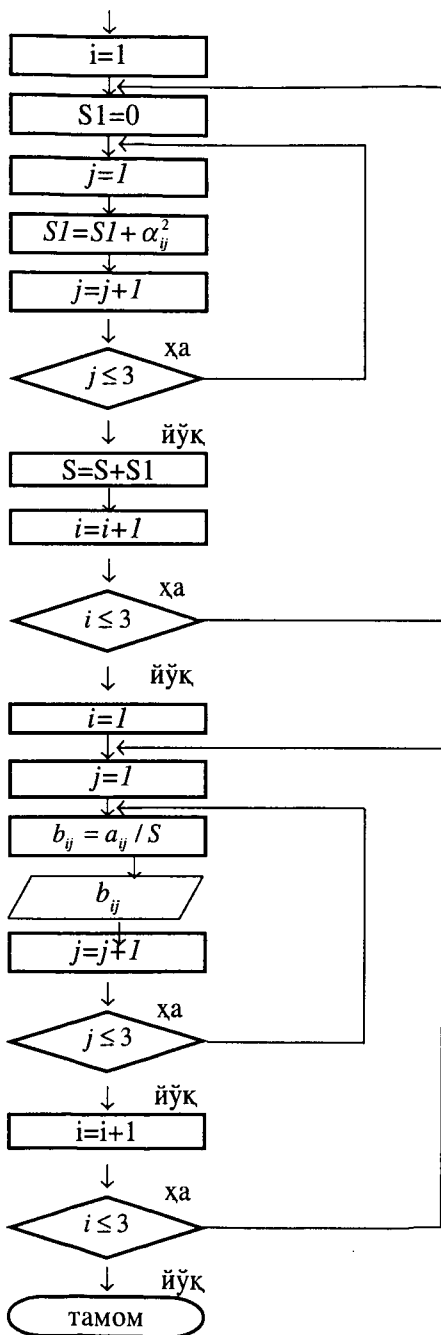 i=1
S1=0
j=1
S1=S1+α²ᵢⱼ
j=j+1
ҳа
j ≤ 3
йўқ
S=S+S1
i=i+1
ҳа
i ≤ 3
йўқ
i=1
j=1
bᵢⱼ = aᵢⱼ / S
bᵢⱼ
j=j+1
ҳа
j ≤ 3
йўқ
i=i+1
ҳа
i ≤ 3
йўқ
тамом